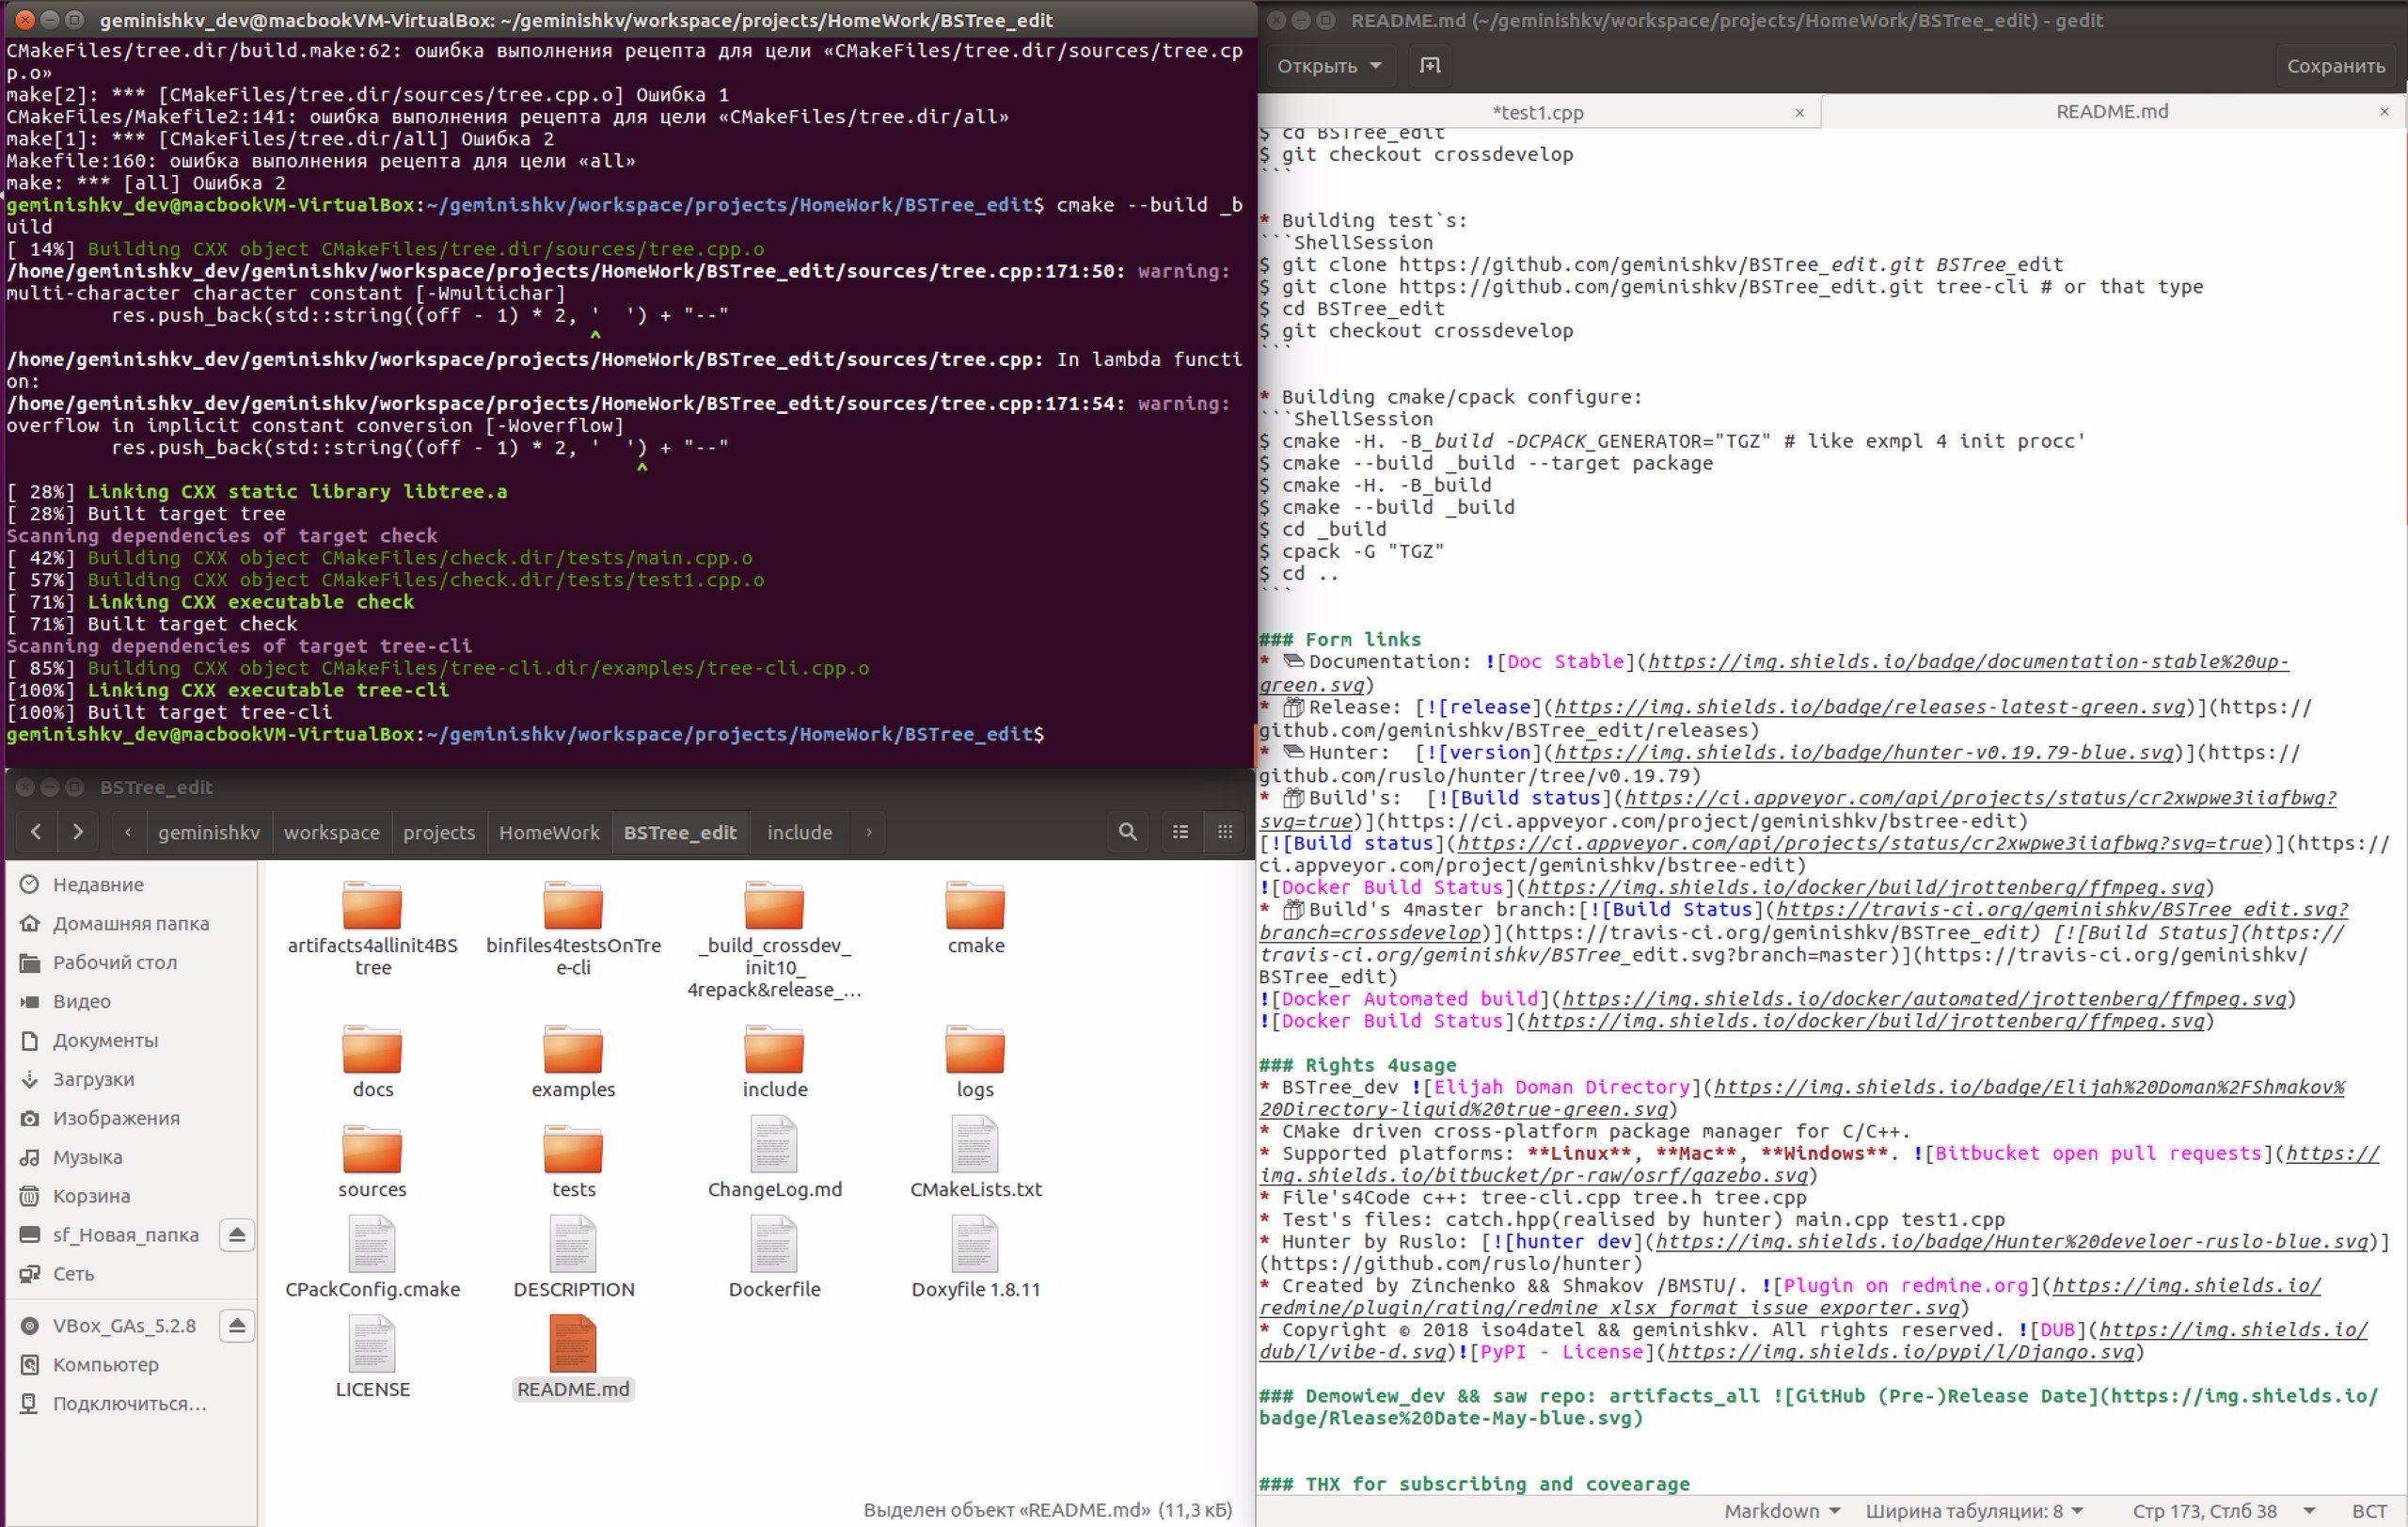 geminishkv_dev@macbookVM-VirtualBox: ~/geminishkv/workspace/projects/HomeWork/BSTree_edit
CMakeFiles/tree.dir/build.make:62: ошибка выполнения рецепта для цели «CMakeFiles/tree.dir/sources/tree.cp
p.o»
make[2]: *** [CMakeFiles/tree.dir/sources/tree.cpp.o] Ошибка 1
CMakeFiles/Makefile2:141: ошибка выполнения рецепта для цели «CMakeFiles/tree.dir/all»
make[1]: *** [CMakeFiles/tree.dir/all] Ошибка 2
Makefile:160: ошибка выполнения рецепта для цели «all»
make: *** [all] Ошибка 2
geminishkv_dev@macbookVM-VirtualBox:~/geminishkv/workspace/projects/HomeWork/BSTree_edit$ cmake --build _b
uild
[ 14%] Building CXX object CMakeFiles/tree.dir/sources/tree.cpp.o
/home/geminishkv_dev/geminishkv/workspace/projects/HomeWork/BSTree_edit/sources/tree.cpp:171:50: warning:
multi-character character constant [-Wmultichar]
         res.push_back(std::string((off - 1) * 2, '  ') + "--"
^
/home/geminishkv_dev/geminishkv/workspace/projects/HomeWork/BSTree_edit/sources/tree.cpp: In lambda functi
on:
/home/geminishkv_dev/geminishkv/workspace/projects/HomeWork/BSTree_edit/sources/tree.cpp:171:54: warning:
overflow in implicit constant conversion [-Woverflow]
         res.push_back(std::string((off - 1) * 2, '  ') + "--"
^
[ 28%] Linking CXX static library libtree.a
[ 28%] Built target tree
Scanning dependencies of target check
[ 42%] Building CXX object CMakeFiles/check.dir/tests/main.cpp.o
[ 57%] Building CXX object CMakeFiles/check.dir/tests/test1.cpp.o
[ 71%] Linking CXX executable check
[ 71%] Built target check
Scanning dependencies of target tree-cli
[ 85%] Building CXX object CMakeFiles/tree-cli.dir/examples/tree-cli.cpp.o
[100%] Linking CXX executable tree-cli
[100%] Built target tree-cli
geminishkv_dev@macbookVM-VirtualBox:~/geminishkv/workspace/projects/HomeWork/BSTree_edit$
BSTree_edit
geminishkv workspace projects HomeWork BSTree_edit include
Недавние
Домашняя папка
Рабочий стол
Видео
Документы
Загрузки
Изображения
Музыка
Корзина
sf_Новая_папка
Сеть
VBox_GAs_5.2.8
Компьютер
Подключиться…
artifacts4allinit4BS
tree
binfiles4testsOnTre
e-cli
_build_crossdev_
init10_
4repack&release_…
cmake
docs
examples
include
logs
sources
tests
ChangeLog.md
CMakeLists.txt
CPackConfig.cmake
DESCRIPTION
Dockerfile
Doxyfile 1.8.11
LICENSE
README.md
Выделен объект «README.md» (11,3 кБ)
README.md (~/geminishkv/workspace/projects/HomeWork/BSTree_edit) - gedit
Открыть
Сохранить
*test1.cpp
README.md
$ cd BSTree_edit
$ git checkout crossdevelop
```
* Building test`s:
```ShellSession
$ git clone https://github.com/geminishkv/BSTree_edit.git BSTree_edit
$ git clone https://github.com/geminishkv/BSTree_edit.git tree-cli # or that type
$ cd BSTree_edit
$ git checkout crossdevelop
```
* Building cmake/cpack configure:
```ShellSession
$ cmake -H. -B_build -DCPACK_GENERATOR="TGZ" # like exmpl 4 init procc'
$ cmake --build _build --target package
$ cmake -H. -B_build
$ cmake --build _build
$ cd _build
$ cpack -G "TGZ"
$ cd ..
```
### Form links
* Documentation: ![Doc Stable](https://img.shields.io/badge/documentation-stable%20up-
green.svg)
* Release: [![release](https://img.shields.io/badge/releases-latest-green.svg)](https://
github.com/geminishkv/BSTree_edit/releases)
* Hunter:  [![version](https://img.shields.io/badge/hunter-v0.19.79-blue.svg)](https://
github.com/ruslo/hunter/tree/v0.19.79)
* Build's:  [![Build status](https://ci.appveyor.com/api/projects/status/cr2xwpwe3iiafbwg?
svg=true)](https://ci.appveyor.com/project/geminishkv/bstree-edit)
[![Build status](https://ci.appveyor.com/api/projects/status/cr2xwpwe3iiafbwg?svg=true)](https://
ci.appveyor.com/project/geminishkv/bstree-edit)
![Docker Build Status](https://img.shields.io/docker/build/jrottenberg/ffmpeg.svg)
* Build's 4master branch:[![Build Status](https://travis-ci.org/geminishkv/BSTree_edit.svg?
branch=crossdevelop)](https://travis-ci.org/geminishkv/BSTree_edit) [![Build Status](https://
travis-ci.org/geminishkv/BSTree_edit.svg?branch=master)](https://travis-ci.org/geminishkv/
BSTree_edit)
![Docker Automated build](https://img.shields.io/docker/automated/jrottenberg/ffmpeg.svg)
![Docker Build Status](https://img.shields.io/docker/build/jrottenberg/ffmpeg.svg)
### Rights 4usage
* BSTree_dev ![Elijah Doman Directory](https://img.shields.io/badge/Elijah%20Doman%2FShmakov%
20Directory-liquid%20true-green.svg)
* CMake driven cross-platform package manager for C/C++.
* Supported platforms: **Linux**, **Mac**, **Windows**. ![Bitbucket open pull requests](https://
img.shields.io/bitbucket/pr-raw/osrf/gazebo.svg)
* File's4Code c++: tree-cli.cpp tree.h tree.cpp
* Test's files: catch.hpp(realised by hunter) main.cpp test1.cpp
* Hunter by Ruslo: [![hunter dev](https://img.shields.io/badge/Hunter%20develoer-ruslo-blue.svg)]
(https://github.com/ruslo/hunter)
* Created by Zinchenko && Shmakov /BMSTU/. ![Plugin on redmine.org](https://img.shields.io/
redmine/plugin/rating/redmine_xlsx_format_issue_exporter.svg)
* Copyright © 2018 iso4datel && geminishkv. All rights reserved. ![DUB](https://img.shields.io/
dub/l/vibe-d.svg)![PyPI - License](https://img.shields.io/pypi/l/Django.svg)
### Demowiew_dev && saw repo: artifacts_all ![GitHub (Pre-)Release Date](https://img.shields.io/
badge/Rlease%20Date-May-blue.svg)
### THX for subscribing and covearage
Markdown Ширина табуляции: 8 Стр 173, Стлб 38 ВСТ